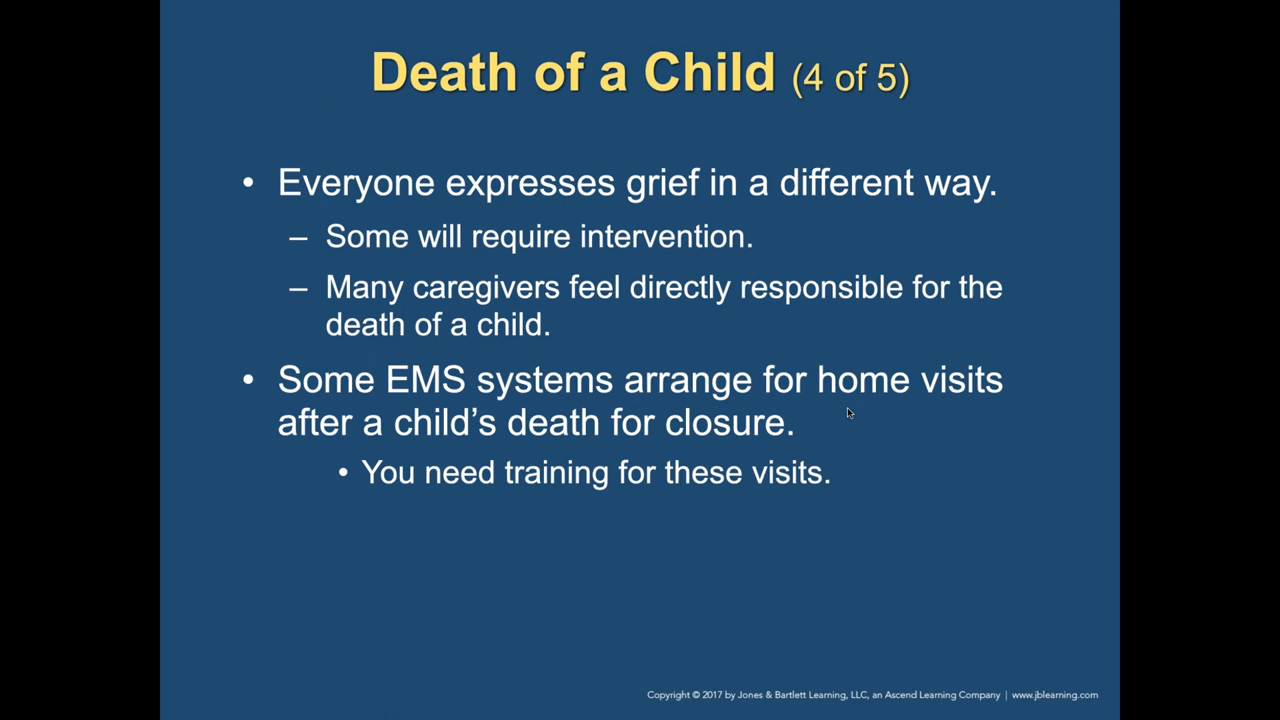 Death of a Child (4 of 5)
• Everyone expresses grief in a different way.
– Some will require intervention.
– Many caregivers feel directly responsible for the
death of a child.
• Some EMS systems arrange for home visits
after a child’s death for closure.
• You need training for these visits.
Copyright © 2017 by Jones & Bartlett Learning, LLC, an Ascend Learning Company | www.jblearning.com